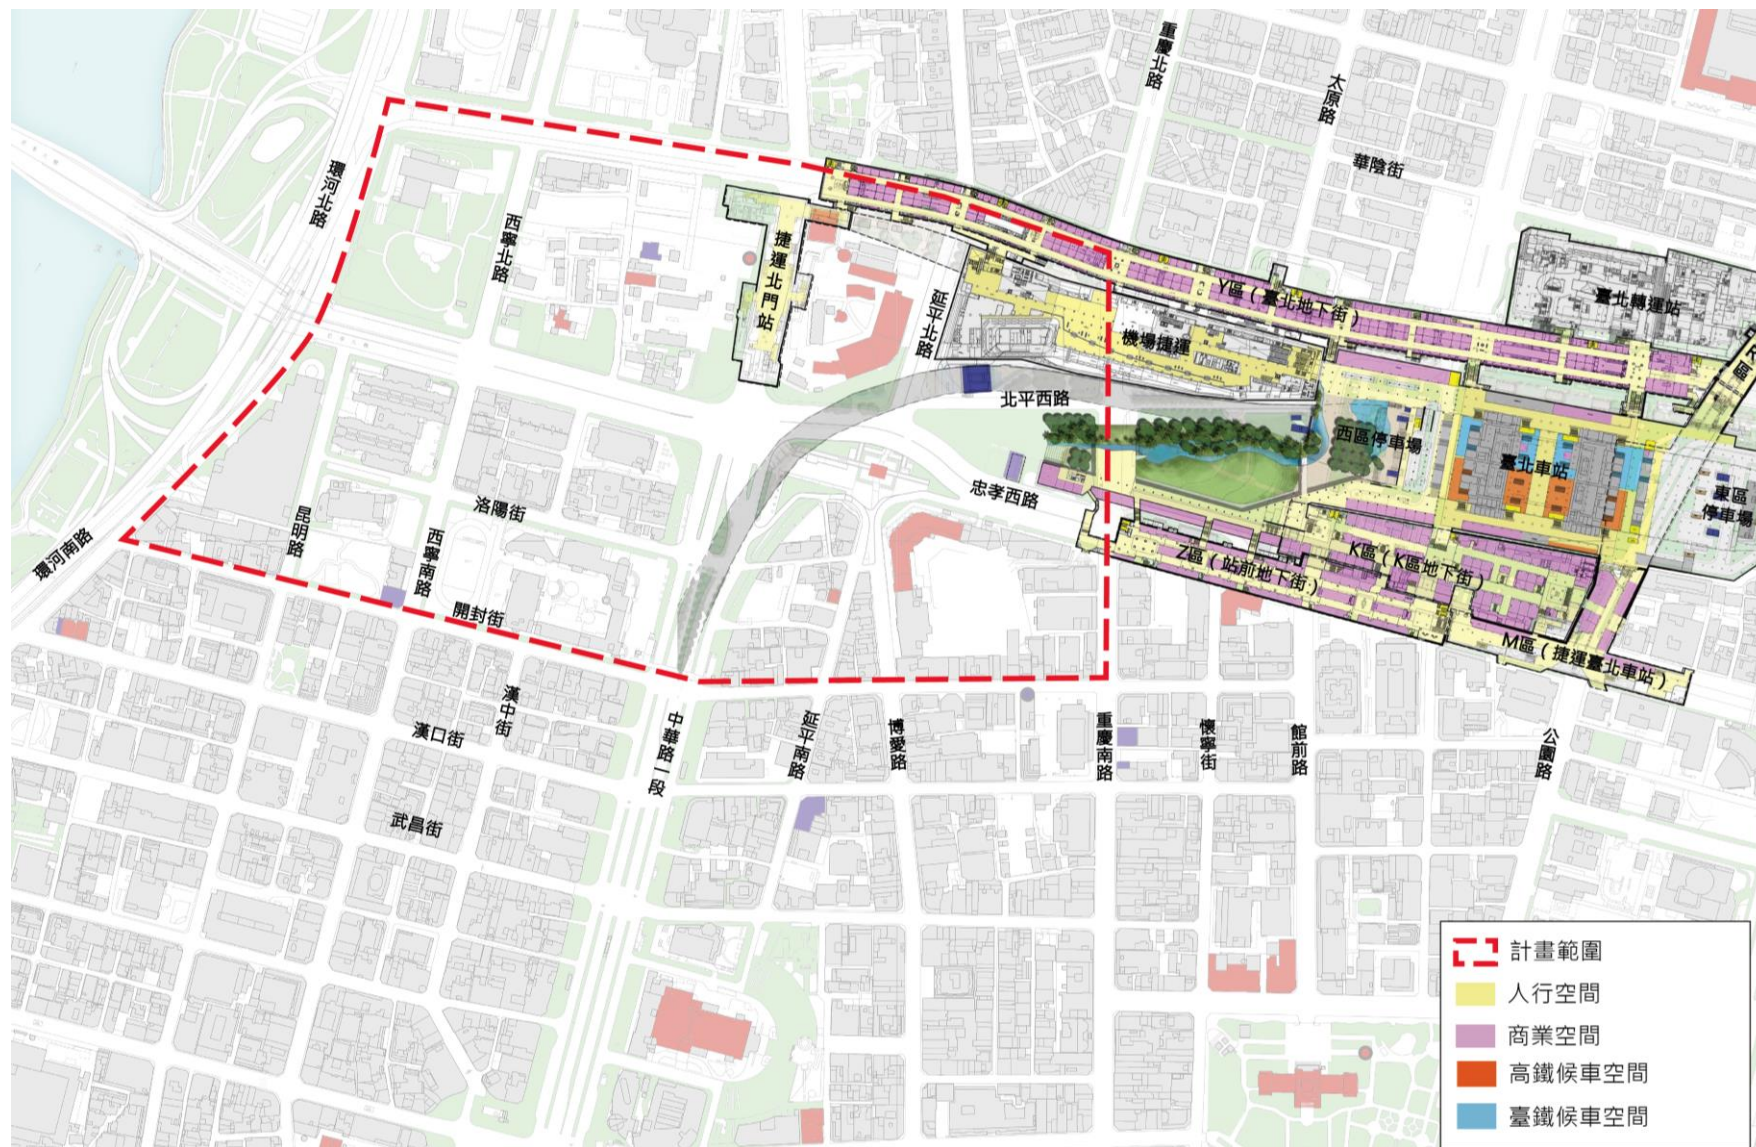 重慶北路
太原路
華陰街
環河北路
西寧北路
捷運北門站
延平北路
Y區(臺北地下街)
臺北轉運站
機場捷運
北平西路
西區停車場
臺北車站
東區
停車場
忠孝西路
洛陽街
昆明路
西寧南路
環河南路
開封街
Z區(站前地下街)
K區(K區地下街)
M區(捷運臺北車站)
漢中街
漢口街
中華路一段
延平南路
博愛路
重慶南路
懷寧街
館前路
公園路
武昌街
計畫範圍
人行空間
商業空間
高鐵候車空間
臺鐵候車空間